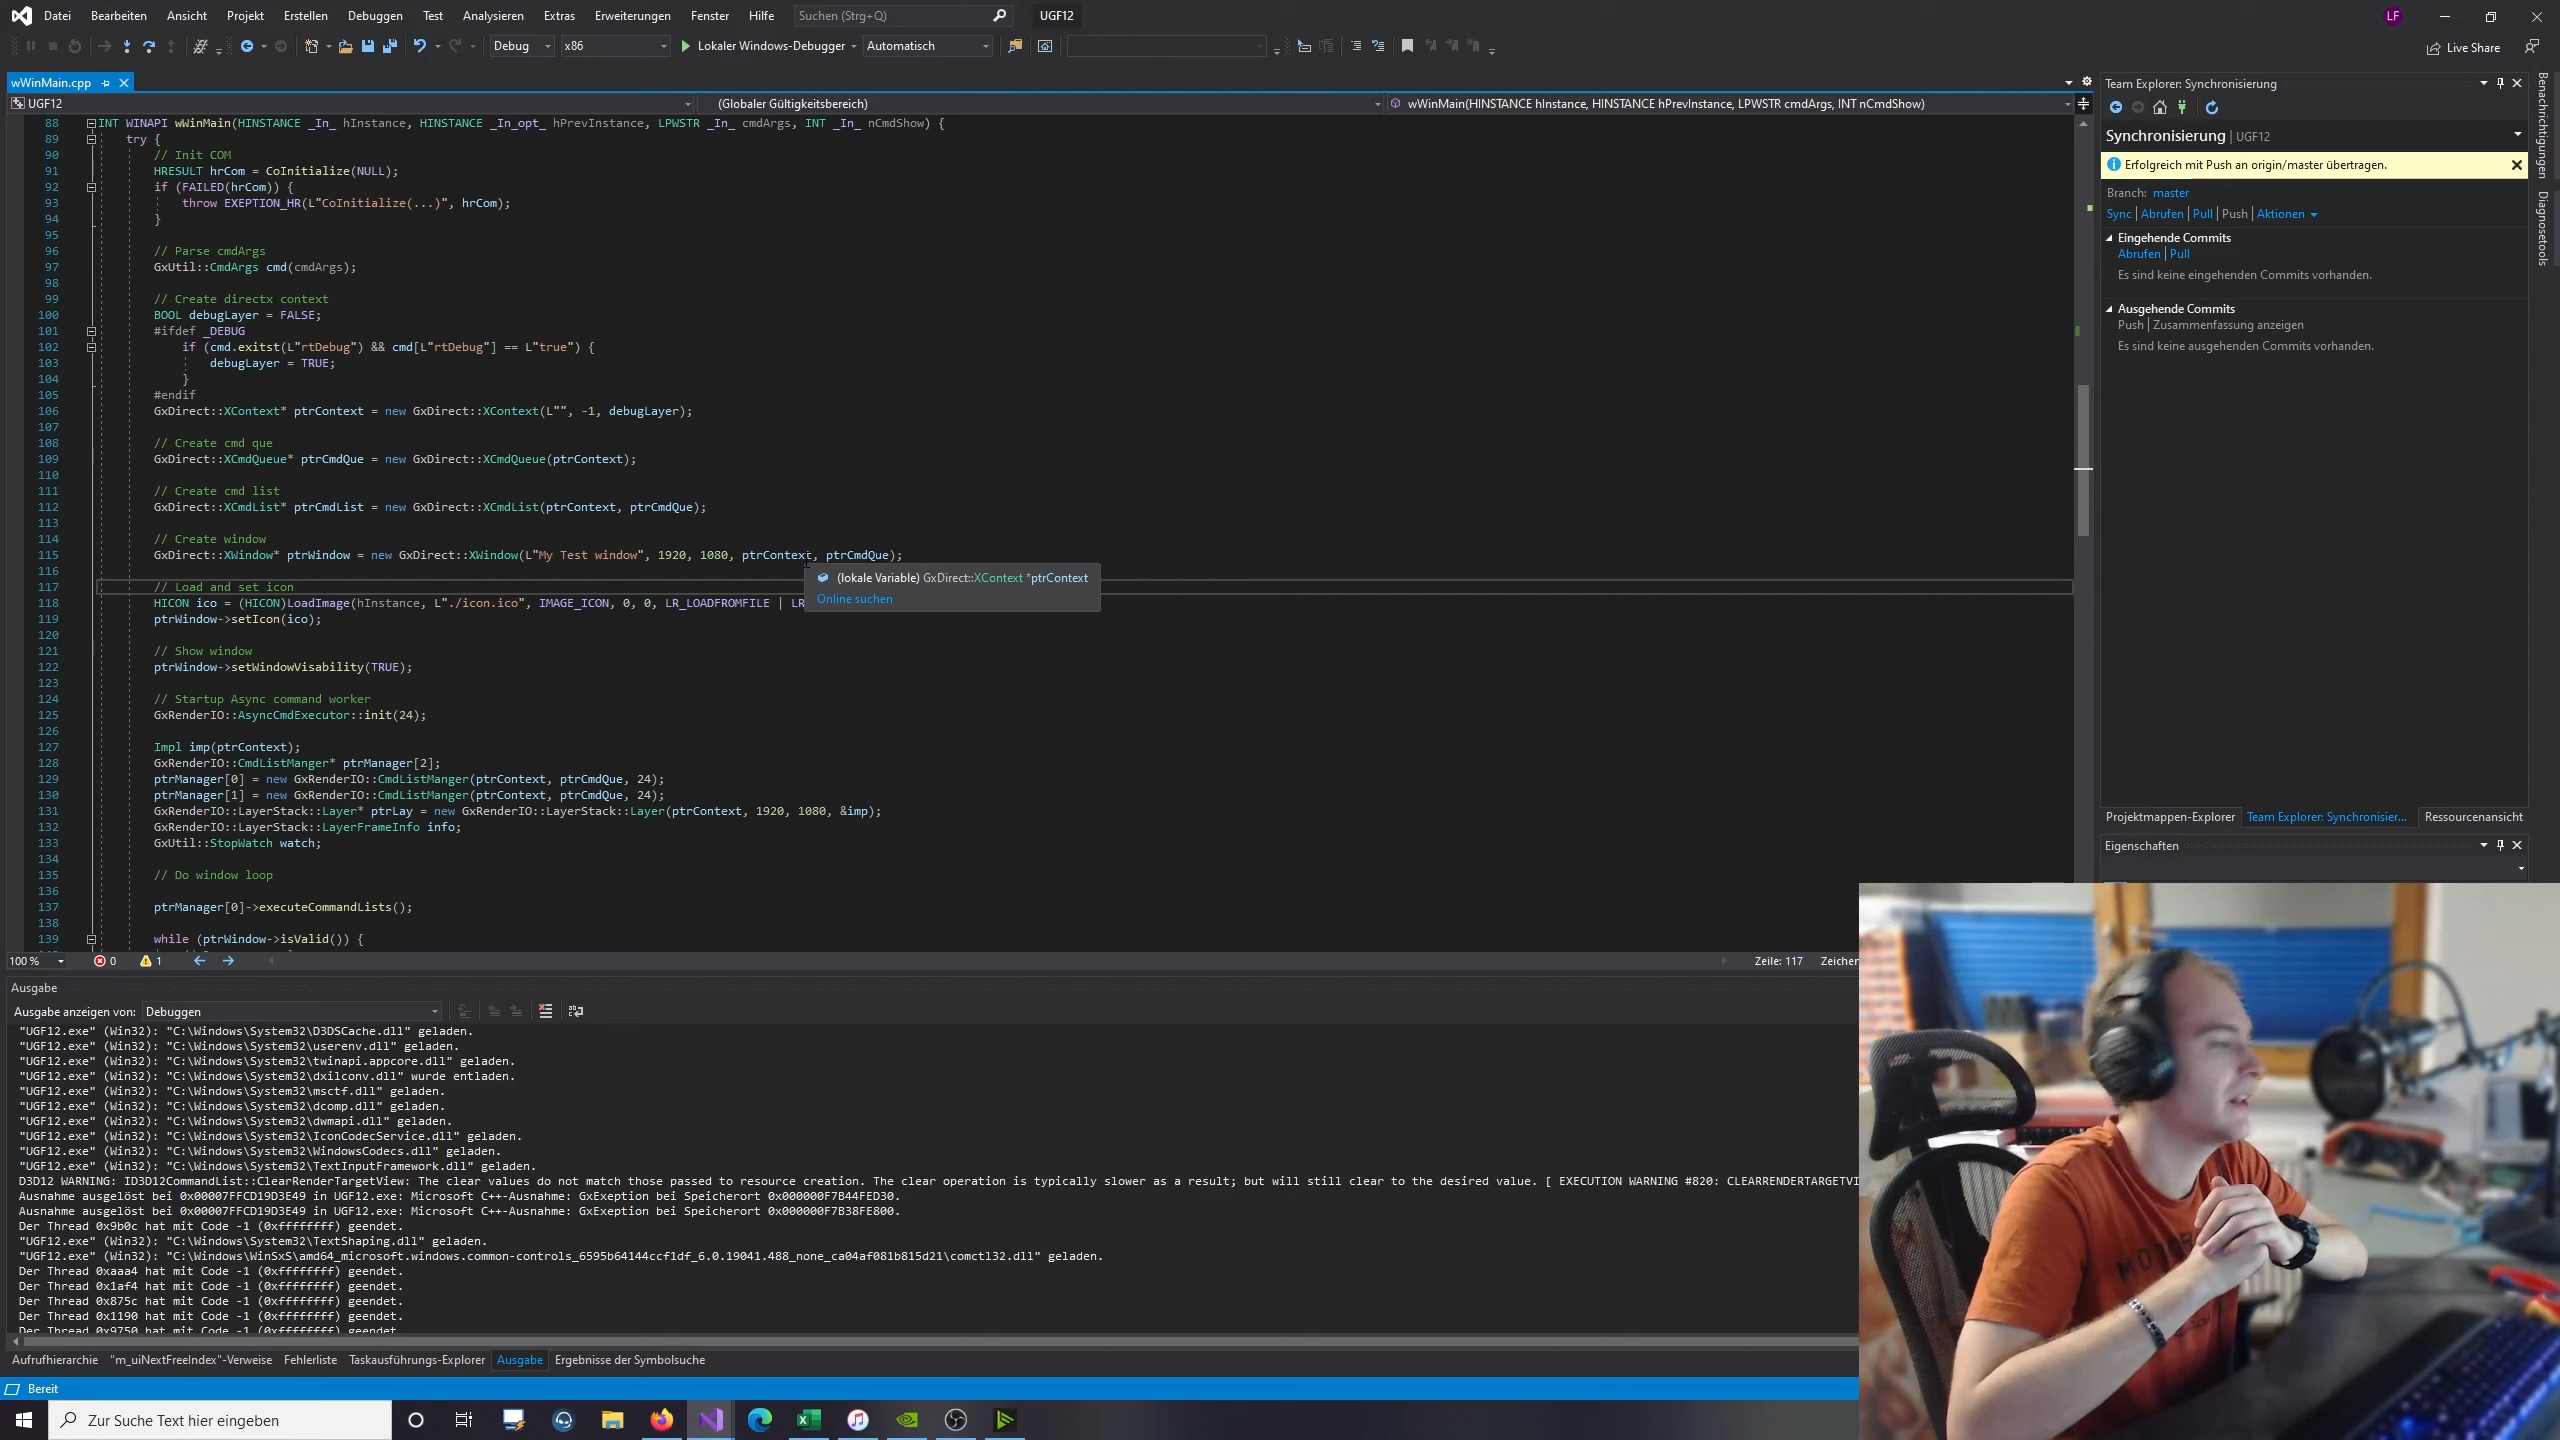 Datei Bearbeiten Ansicht Projekt Erstellen Debuggen Test Analysieren Extras Erweiterungen Fenster Hilfe Suchen (Strg+Q) UGF12 LF
Debug x86 Lokaler Windows-Debugger Automatisch Live Share
wWinMain.cpp
UGF12 (Globaler Gültigkeitsbereich) wWinMain(HINSTANCE hInstance, HINSTANCE hPrevInstance, LPWSTR cmdArgs, INT nCmdShow)
88 INT WINAPI wWinMain(HINSTANCE _In_ hInstance, HINSTANCE _In_opt_ hPrevInstance, LPWSTR _In_ cmdArgs, INT _In_ nCmdShow) {
89 try {
90 // Init COM
91 HRESULT hrCom = CoInitialize(NULL);
92 if (FAILED(hrCom)) {
93 throw EXEPTION_HR(L"CoInitialize(...)", hrCom);
94 }
95
96 // Parse cmdArgs
97 GxUtil::CmdArgs cmd(cmdArgs);
98
99 // Create directx context
100 BOOL debugLayer = FALSE;
101 #ifdef _DEBUG
102 if (cmd.exitst(L"rtDebug") && cmd[L"rtDebug"] == L"true") {
103 debugLayer = TRUE;
104 }
105 #endif
106 GxDirect::XContext* ptrContext = new GxDirect::XContext(L"", -1, debugLayer);
107
108 // Create cmd que
109 GxDirect::XCmdQueue* ptrCmdQue = new GxDirect::XCmdQueue(ptrContext);
110
111 // Create cmd list
112 GxDirect::XCmdList* ptrCmdList = new GxDirect::XCmdList(ptrContext, ptrCmdQue);
113
114 // Create window
115 GxDirect::XWindow* ptrWindow = new GxDirect::XWindow(L"My Test window", 1920, 1080, ptrContext, ptrCmdQue);
116
(lokale Variable) GxDirect::XContext *ptrContext
Online suchen
117 // Load and set icon
118 HICON ico = (HICON)LoadImage(hInstance, L"./icon.ico", IMAGE_ICON, 0, 0, LR_LOADFROMFILE | LR
119 ptrWindow->setIcon(ico);
120
121 // Show window
122 ptrWindow->setWindowVisability(TRUE);
123
124 // Startup Async command worker
125 GxRenderIO::AsyncCmdExecutor::init(24);
126
127 Impl imp(ptrContext);
128 GxRenderIO::CmdListManger* ptrManager[2];
129 ptrManager[0] = new GxRenderIO::CmdListManger(ptrContext, ptrCmdQue, 24);
130 ptrManager[1] = new GxRenderIO::CmdListManger(ptrContext, ptrCmdQue, 24);
131 GxRenderIO::LayerStack::Layer* ptrLay = new GxRenderIO::LayerStack::Layer(ptrContext, 1920, 1080, &imp);
132 GxRenderIO::LayerStack::LayerFrameInfo info;
133 GxUtil::StopWatch watch;
134
135 // Do window loop
136
137 ptrManager[0]->executeCommandLists();
138
139 while (ptrWindow->isValid()) {
100 % 0 1 Zeile: 117 Zeichen
Ausgabe
Ausgabe anzeigen von: Debuggen
"UGF12.exe" (Win32): "C:\Windows\System32\D3DSCache.dll" geladen.
"UGF12.exe" (Win32): "C:\Windows\System32\userenv.dll" geladen.
"UGF12.exe" (Win32): "C:\Windows\System32\twinapi.appcore.dll" geladen.
"UGF12.exe" (Win32): "C:\Windows\System32\dxilconv.dll" wurde entladen.
"UGF12.exe" (Win32): "C:\Windows\System32\msctf.dll" geladen.
"UGF12.exe" (Win32): "C:\Windows\System32\dcomp.dll" geladen.
"UGF12.exe" (Win32): "C:\Windows\System32\dwmapi.dll" geladen.
"UGF12.exe" (Win32): "C:\Windows\System32\IconCodecService.dll" geladen.
"UGF12.exe" (Win32): "C:\Windows\System32\WindowsCodecs.dll" geladen.
"UGF12.exe" (Win32): "C:\Windows\System32\TextInputFramework.dll" geladen.
D3D12 WARNING: ID3D12CommandList::ClearRenderTargetView: The clear values do not match those passed to resource creation. The clear operation is typically slower as a result; but will still clear to the desired value. [ EXECUTION WARNING #820: CLEARRENDERTARGETVI
Ausnahme ausgelöst bei 0x00007FFCD19D3E49 in UGF12.exe: Microsoft C++-Ausnahme: GxExeption bei Speicherort 0x000000F7B44FED30.
Ausnahme ausgelöst bei 0x00007FFCD19D3E49 in UGF12.exe: Microsoft C++-Ausnahme: GxExeption bei Speicherort 0x000000F7B38FE800.
Der Thread 0x9b0c hat mit Code -1 (0xffffffff) geendet.
"UGF12.exe" (Win32): "C:\Windows\System32\TextShaping.dll" geladen.
"UGF12.exe" (Win32): "C:\Windows\WinSxS\amd64_microsoft.windows.common-controls_6595b64144ccf1df_6.0.19041.488_none_ca04af081b815d21\comctl32.dll" geladen.
Der Thread 0xaaa4 hat mit Code -1 (0xffffffff) geendet.
Der Thread 0x1af4 hat mit Code -1 (0xffffffff) geendet.
Der Thread 0x875c hat mit Code -1 (0xffffffff) geendet.
Der Thread 0x1190 hat mit Code -1 (0xffffffff) geendet.
Der Thread 0x9750 hat mit Code -1 (0xffffffff) geendet.
Aufrufhierarchie "m_uiNextFreeIndex"-Verweise Fehlerliste Taskausführungs-Explorer Ausgabe Ergebnisse der Symbolsuche
Bereit
Zur Suche Text hier eingeben
Team Explorer: Synchronisierung
Synchronisierung | UGF12
Erfolgreich mit Push an origin/master übertragen.
Branch: master
Sync | Abrufen | Pull | Push | Aktionen
Eingehende Commits
Abrufen | Pull
Es sind keine eingehenden Commits vorhanden.
Ausgehende Commits
Push | Zusammenfassung anzeigen
Es sind keine ausgehenden Commits vorhanden.
Projektmappen-Explorer Team Explorer: Synchronisier... Ressourcenansicht
Eigenschaften
Benachrichtigungen
Diagnosetools